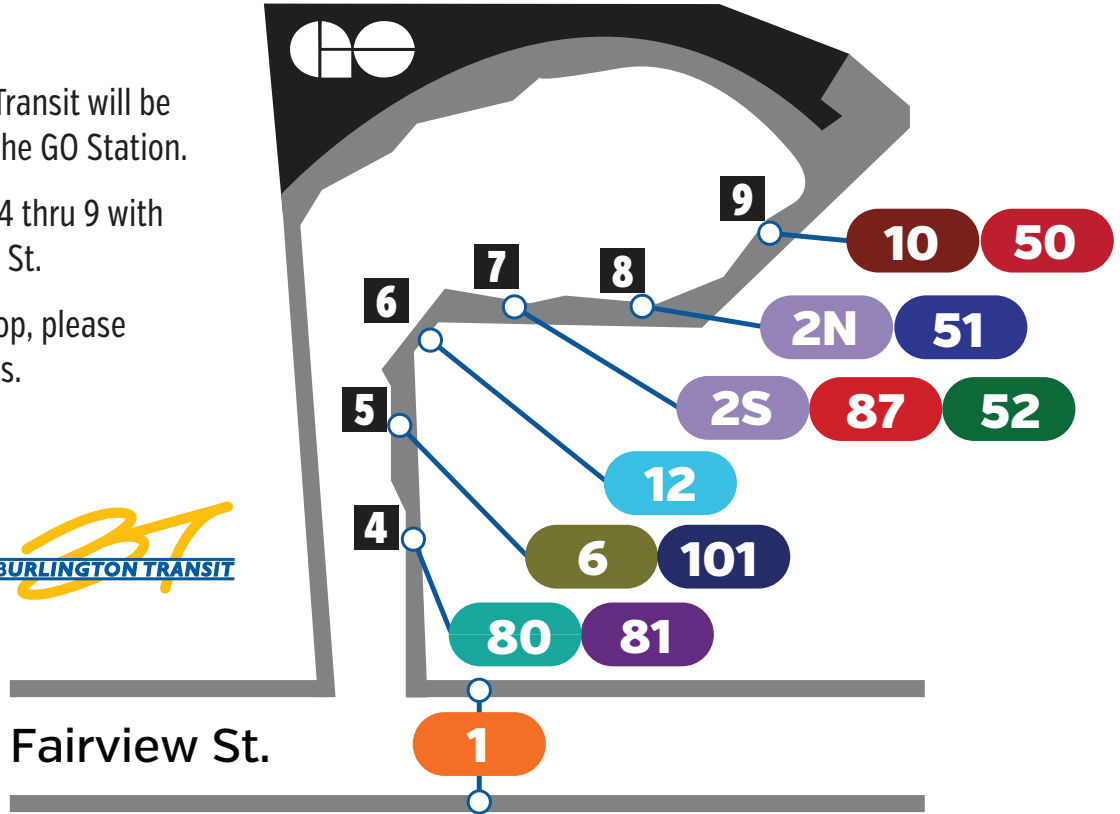 GO
Transit will be
he GO Station.
4 thru 9 with
St.
op, please
s.
9
10 50
7
8
6
2N 51
5
2S 87 52
12
4
6 101
BURLINGTON TRANSIT
80 81
Fairview St.
1